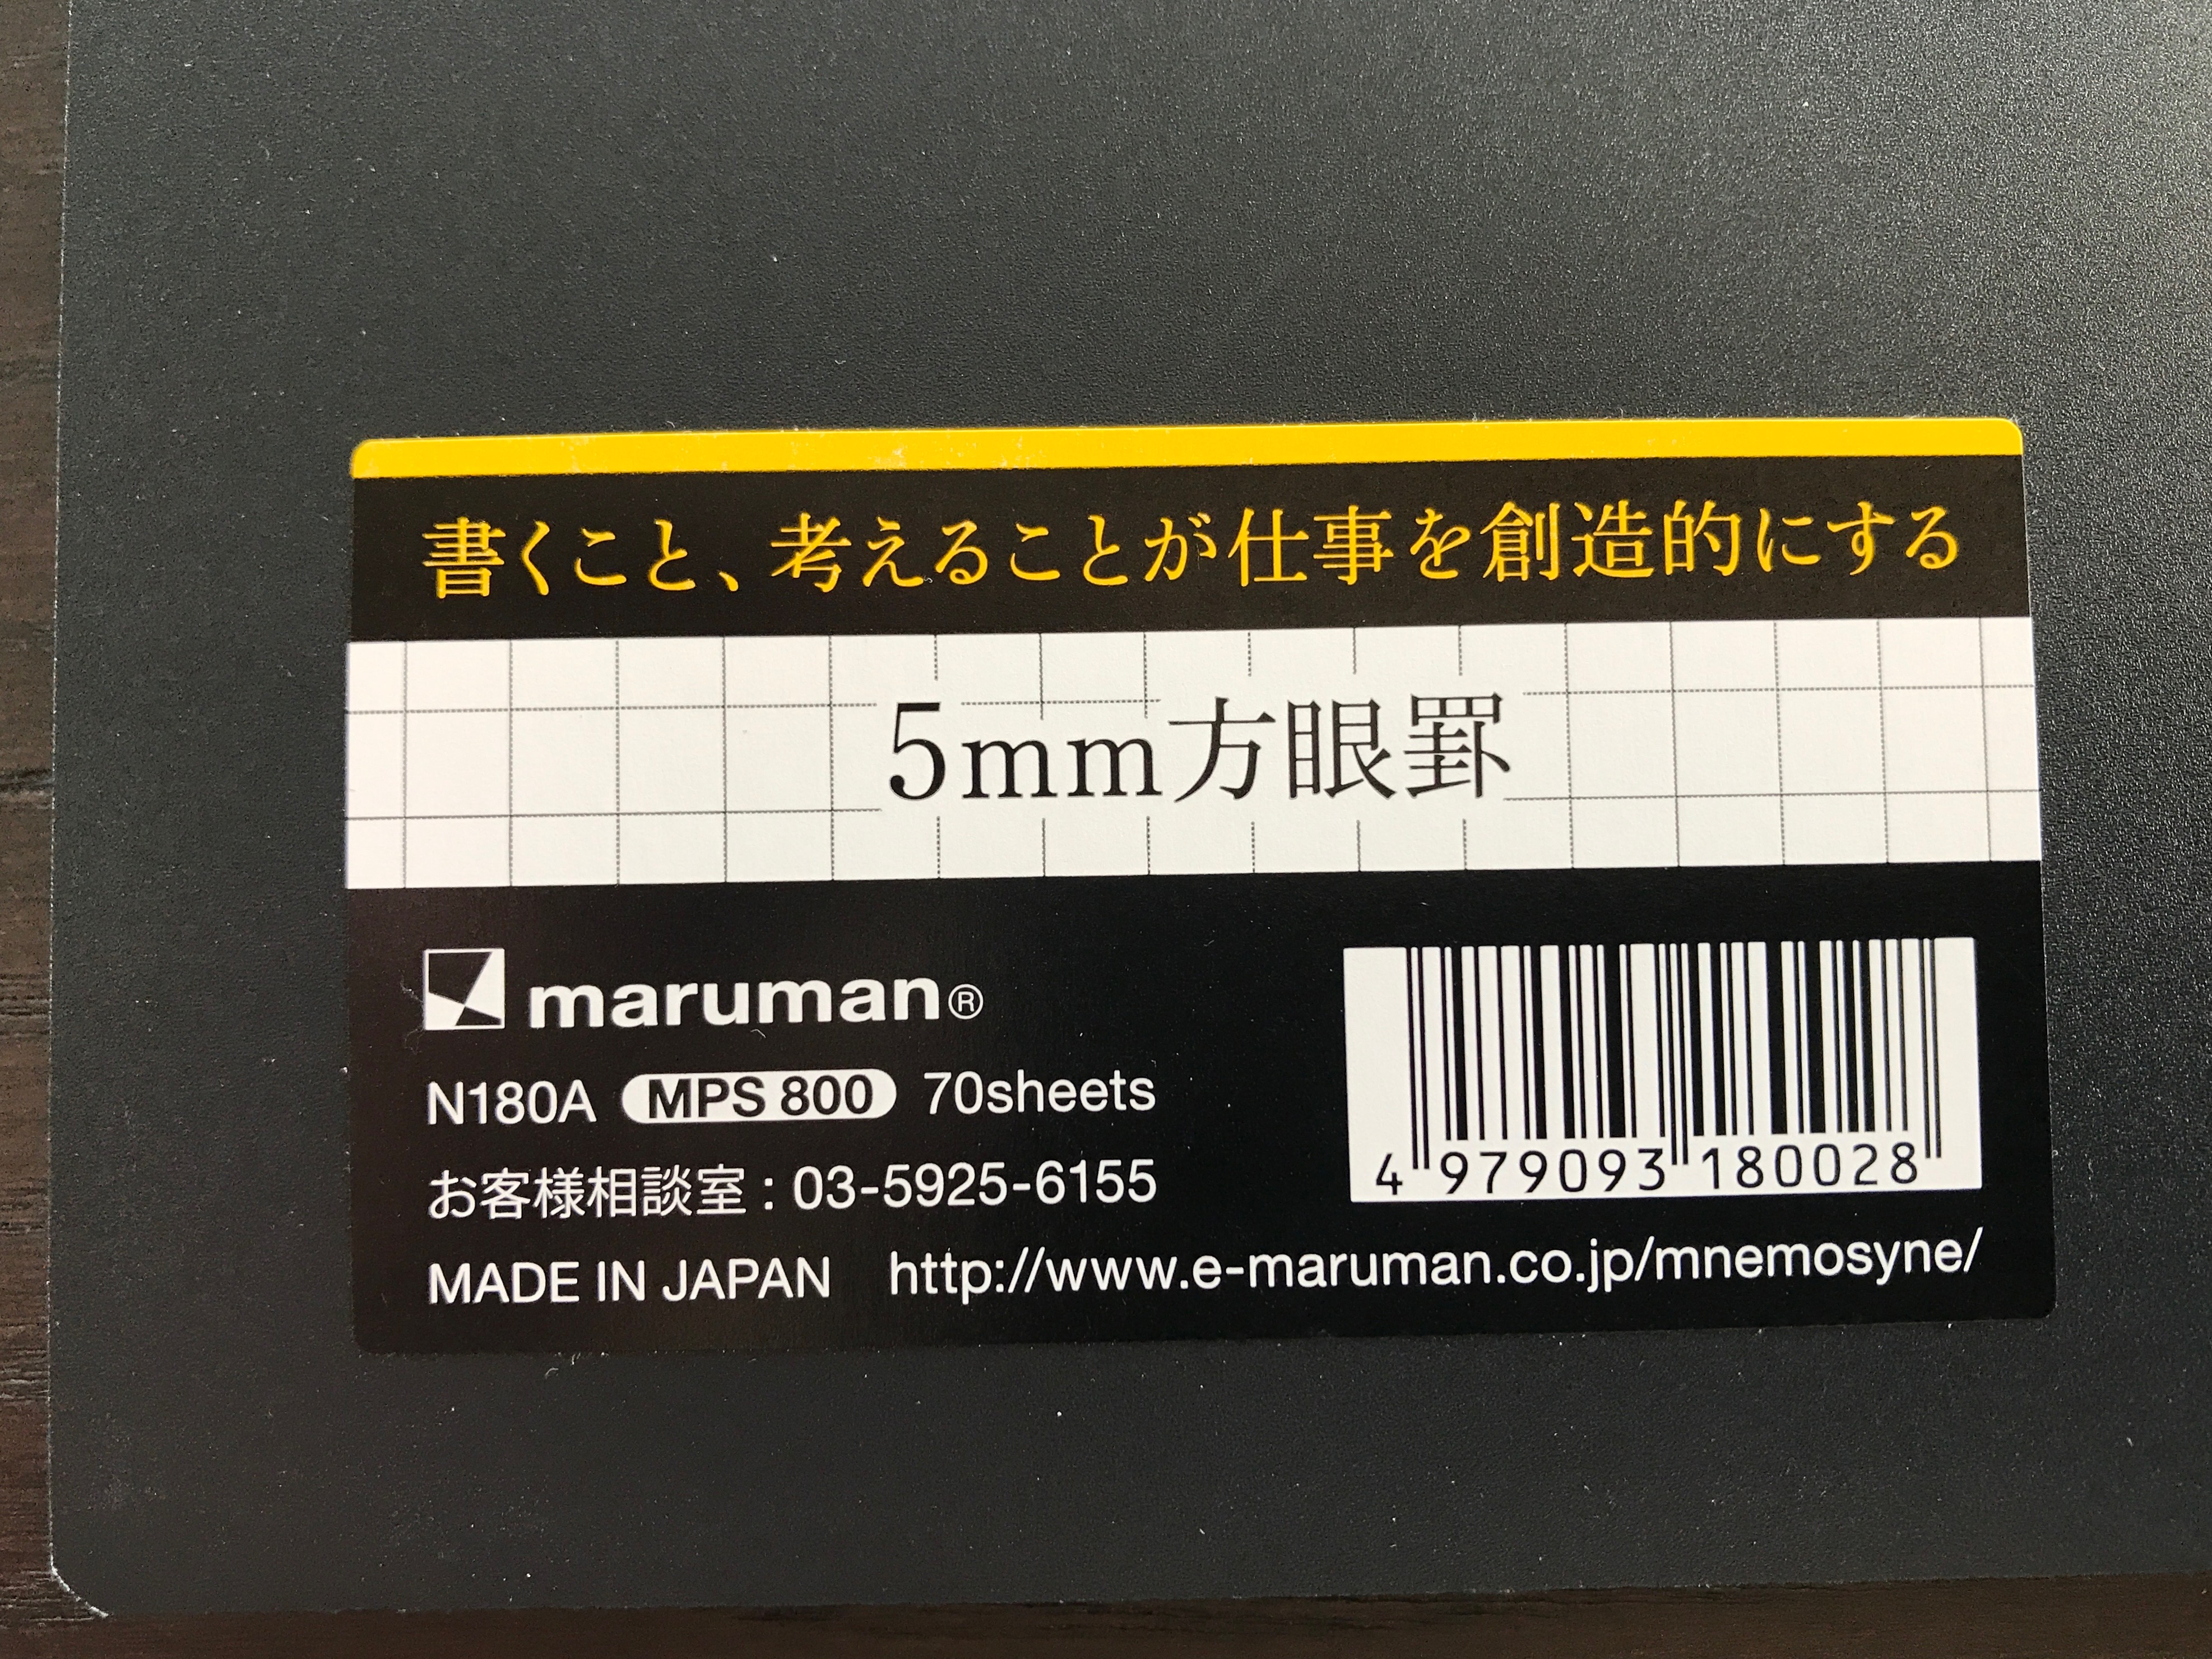 書くこと、考えることが仕事を創造的にする
5mm方眼罫
maruman®
N180A MPS 800 70sheets
お客様相談室：03-5925-6155
MADE IN JAPAN http://www.e-maruman.co.jp/mnemosyne/
4 979093 180028